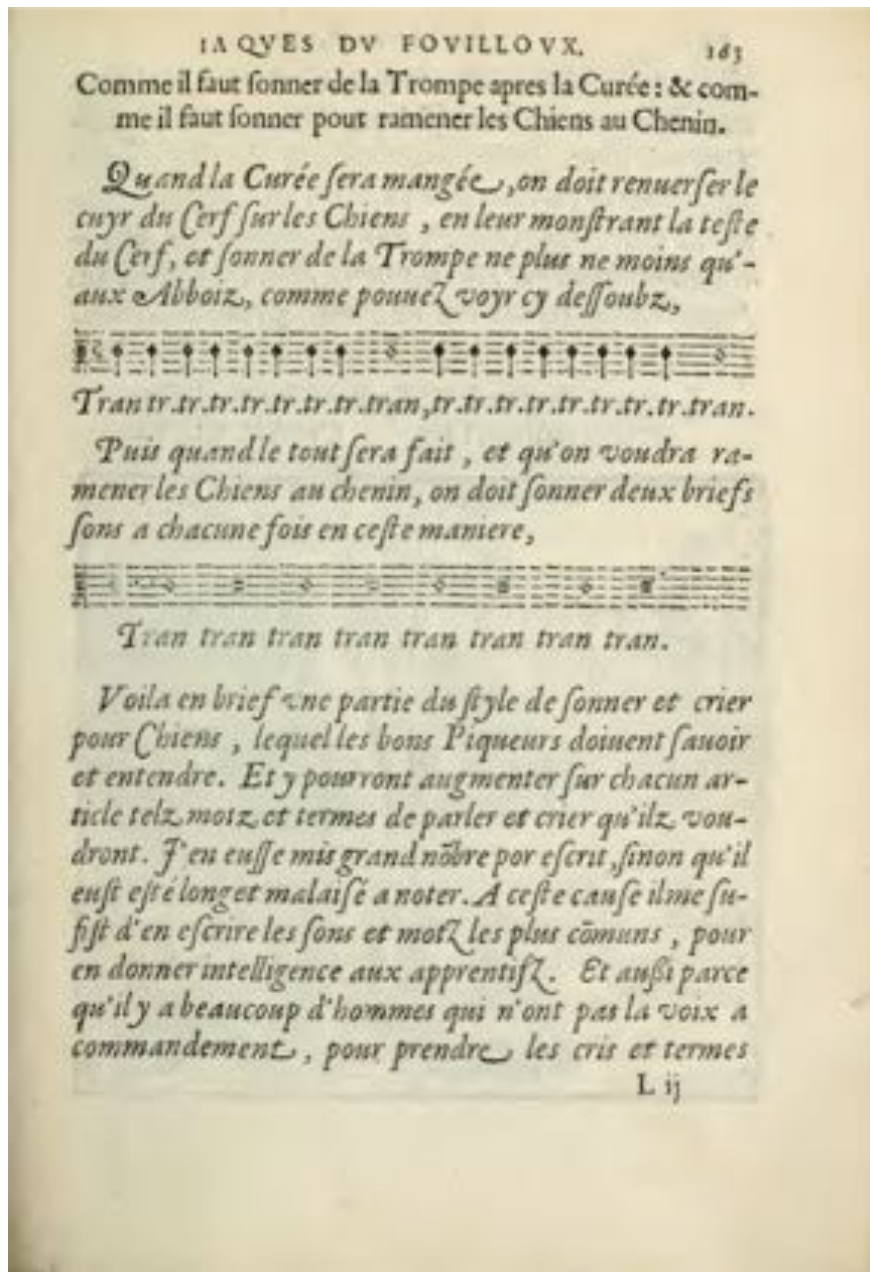 IAQVES DV FOVILLOVX. 163
Comme il faut ſonner de la Trompe apres la Curée : & com-
me il faut ſonner pour ramener les Chiens au Chenin.
Quand la Curée ſera mangée, on doit renuerſer le
cuyr du Cerf ſur les Chiens, en leur monſtrant la teſte
du Cerf, et ſonner de la Trompe ne plus ne moins qu'-
aux Abboiz, comme pouuez voyr cy deſſoubz,
Tran tr.tr.tr.tr.tr.tr.tr.tran,tr.tr.tr.tr.tr.tr.tr.tr.tran.
Puis quand le tout ſera fait, et qu'on voudra ra-
mener les Chiens au chenin, on doit ſonner deux briefs
ſons a chacune fois en ceſte maniere,
Tran tran tran tran tran tran tran tran.
Voila en brief vne partie du ſtyle de ſonner et crier
pour Chiens, lequel les bons Piqueurs doiuent ſauoir
et entendre. Et y pourront augmenter ſur chacun ar-
ticle telz motz et termes de parler et crier qu'ilz vou-
dront. J'en euſſe mis grand nõbre por eſcrit, ſinon qu'il
euſt eſté long et malaiſé a noter. A ceſte cauſe il me ſu-
fiſt d'en eſcrire les ſons et motz les plus cõmuns, pour
en donner intelligence aux apprentifz. Et außi parce
qu'il y a beaucoup d'hommes qui n'ont pas la voix a
commandement, pour prendre les cris et termes
L ij